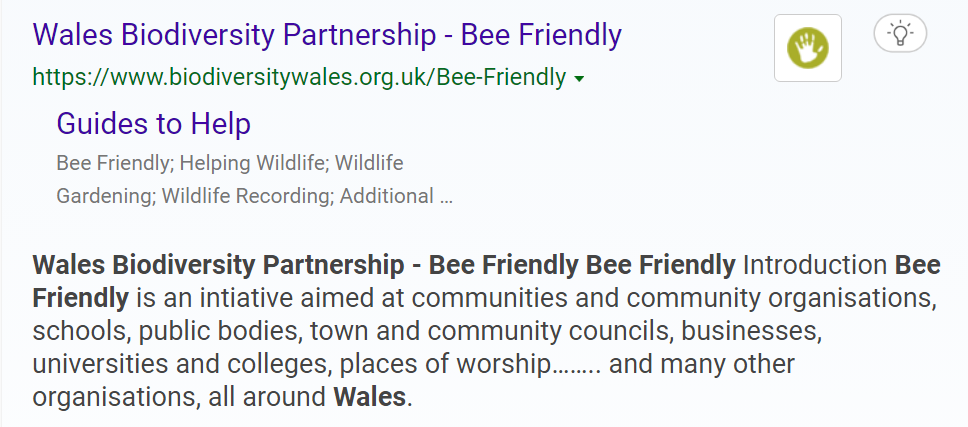 Wales Biodiversity Partnership - Bee Friendly
https://www.biodiversitywales.org.uk/Bee-Friendly
Guides to Help
Bee Friendly; Helping Wildlife; Wildlife
Gardening; Wildlife Recording; Additional ...
Wales Biodiversity Partnership - Bee Friendly Bee Friendly Introduction Bee
Friendly is an intiative aimed at communities and community organisations,
schools, public bodies, town and community councils, businesses,
universities and colleges, places of worship…….. and many other
organisations, all around Wales.